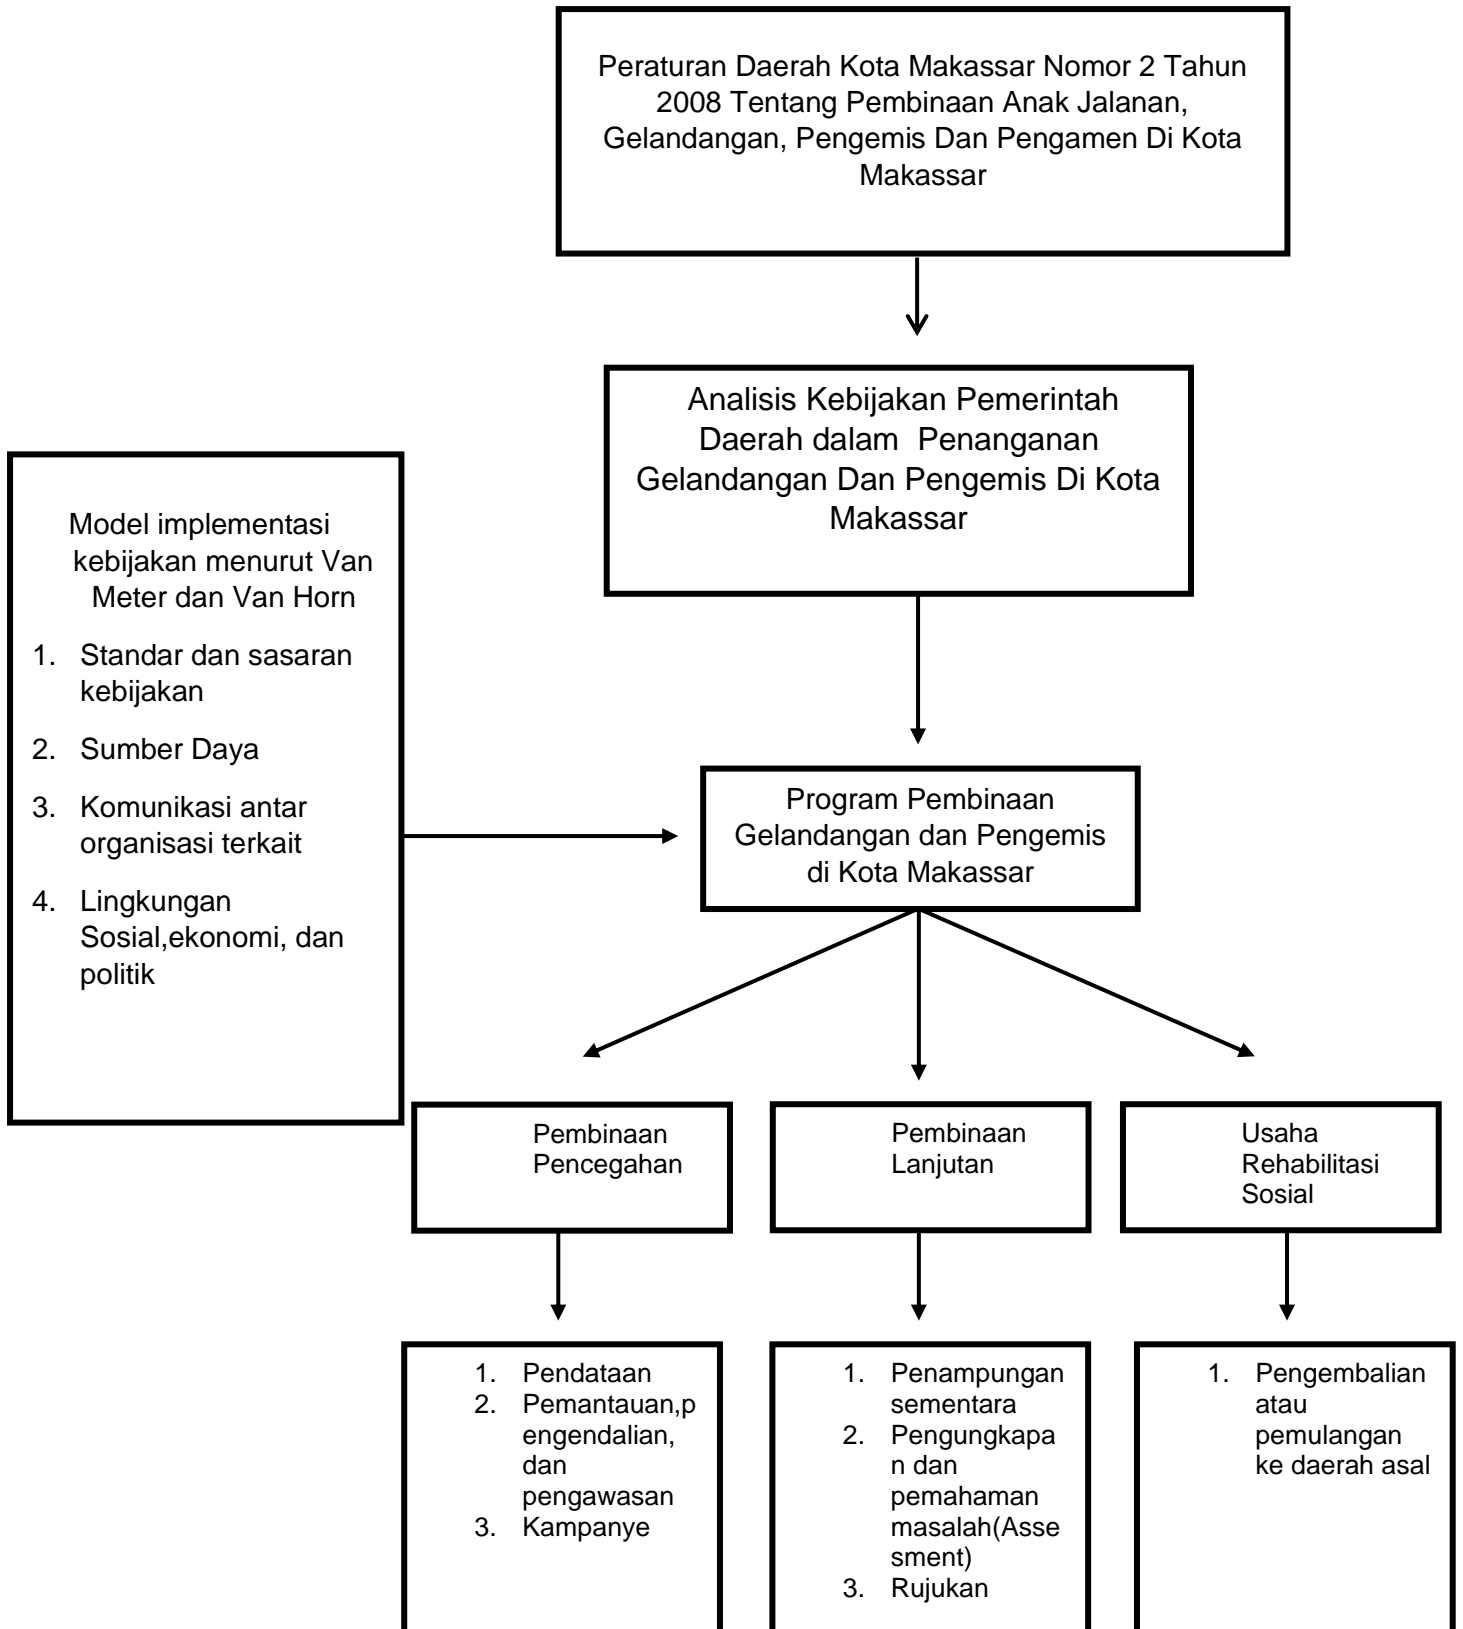 Peraturan Daerah Kota Makassar Nomor 2 Tahun
2008 Tentang Pembinaan Anak Jalanan,
Gelandangan, Pengemis Dan Pengamen Di Kota
Makassar
Analisis Kebijakan Pemerintah
Daerah dalam  Penanganan
Gelandangan Dan Pengemis Di Kota
Makassar
Model implementasi
kebijakan menurut Van
Meter dan Van Horn
1. Standar dan sasaran
kebijakan
2. Sumber Daya
3. Komunikasi antar
organisasi terkait
4. Lingkungan
Sosial,ekonomi, dan
politik
Program Pembinaan
Gelandangan dan Pengemis
di Kota Makassar
Pembinaan
Pencegahan
Pembinaan
Lanjutan
Usaha
Rehabilitasi
Sosial
1. Pendataan
2. Pemantauan,p
engendalian,
dan
pengawasan
3. Kampanye
1. Penampungan
sementara
2. Pengungkapa
n dan
pemahaman
masalah(Asse
sment)
3. Rujukan
1. Pengembalian
atau
pemulangan
ke daerah asal